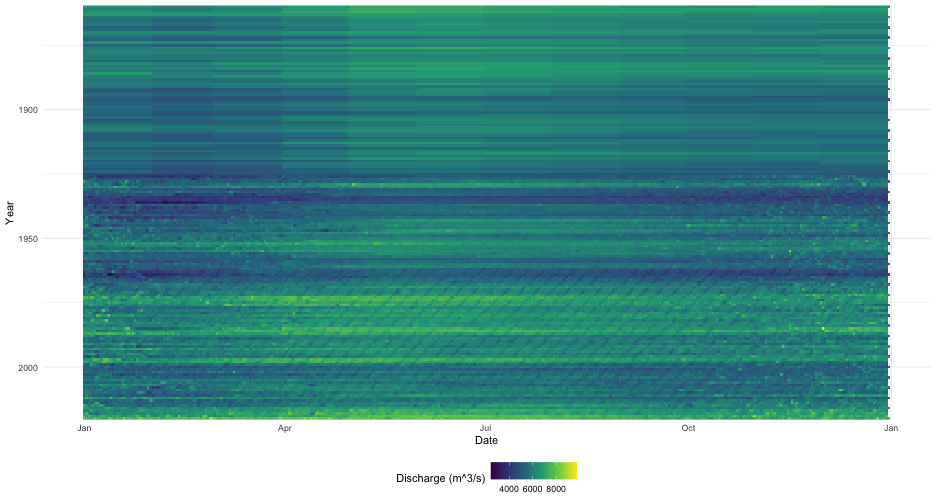 1900
1950
2000
Year
Jan
Apr
Jul
Oct
Jan
Date
Discharge (m^3/s)
4000 6000 8000